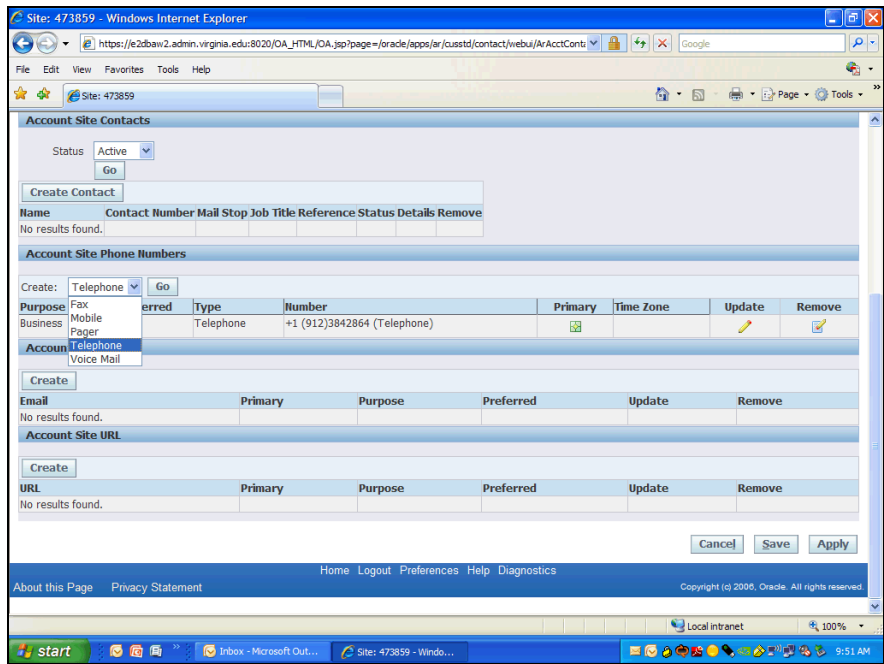 Site: 473859 - Windows Internet Explorer
https://e2dbaw2.admin.virginia.edu:8020/OA_HTML/OA.jsp?page=/oracle/apps/ar/cusstd/contact/webui/ArAcctConta
Google
File Edit View Favorites Tools Help
Site: 473859
Page Tools
Account Site Contacts
Status Active
Go
Create Contact
Name Contact Number Mail Stop Job Title Reference Status Details Remove
No results found.
Account Site Phone Numbers
Create: Telephone Go
Purpose erred Type Number Primary Time Zone Update Remove
Business Telephone +1 (912)3842864 (Telephone)
Fax
Mobile
Pager
Telephone
Voice Mail
Accoun
Create
Email Primary Purpose Preferred Update Remove
No results found.
Account Site URL
Create
URL Primary Purpose Preferred Update Remove
No results found.
Cancel Save Apply
Home Logout Preferences Help Diagnostics
About this Page Privacy Statement Copyright (c) 2006, Oracle. All rights reserved.
Local intranet 100%
start Inbox - Microsoft Out... Site: 473859 - Windo... 9:51 AM